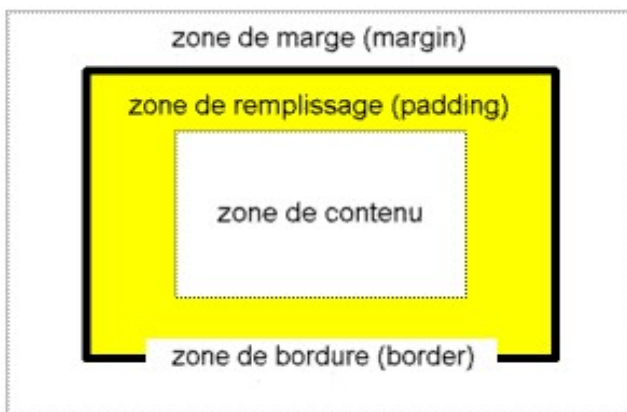 zone de marge (margin)
zone de remplissage (padding)
zone de contenu
zone de bordure (border)